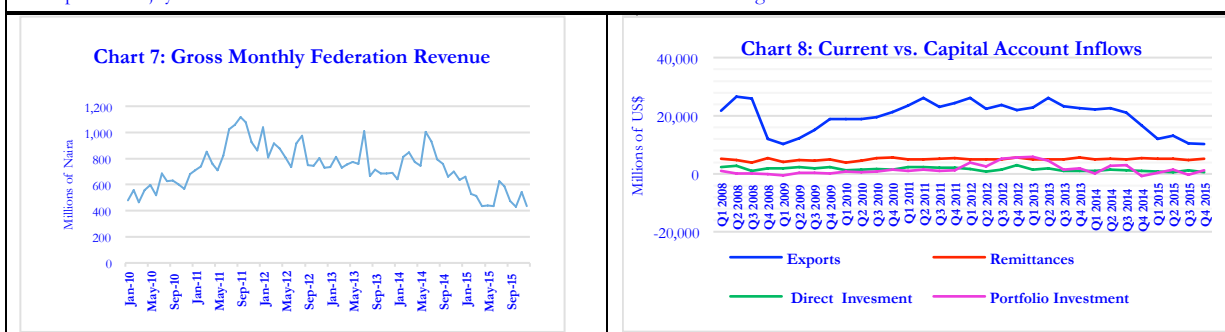 Chart 7: Gross Monthly Federation Revenue
Millions of Naira
1,200
1,000
800
600
400
200
0
Jan-10
May-10
Sep-10
Jan-11
May-11
Sep-11
Jan-12
May-12
Sep-12
Jan-13
May-13
Sep-13
Jan-14
May-14
Sep-14
Jan-15
May-15
Sep-15
Chart 8: Current vs. Capital Account Inflows
Millions of US$
40,000
20,000
0
-20,000
Q1 2008
Q2 2008
Q3 2008
Q4 2008
Q1 2009
Q2 2009
Q3 2009
Q4 2009
Q1 2010
Q2 2010
Q3 2010
Q4 2010
Q1 2011
Q2 2011
Q3 2011
Q4 2011
Q1 2012
Q2 2012
Q3 2012
Q4 2012
Q1 2013
Q2 2013
Q3 2013
Q4 2013
Q1 2014
Q2 2014
Q3 2014
Q4 2014
Q1 2015
Q2 2015
Q3 2015
Q4 2015
Exports
Remittances
Direct Invesment
Portfolio Investment